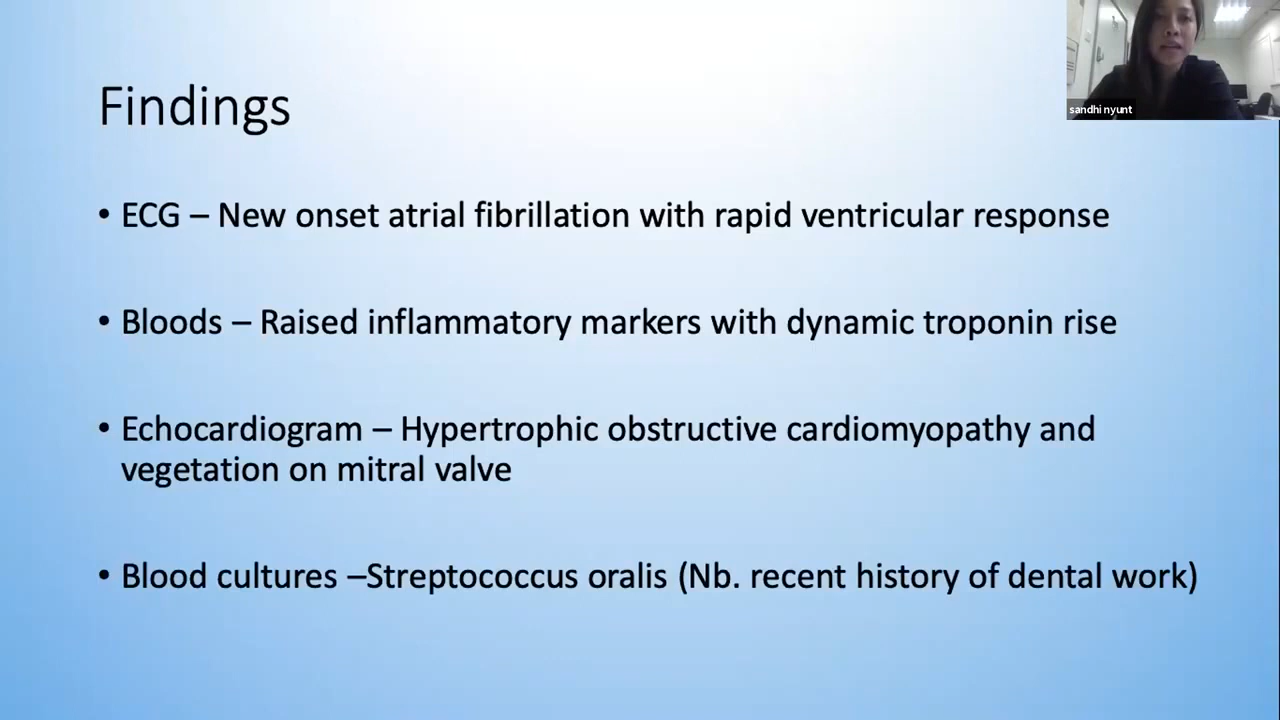 sandhi nyunt
Findings
• ECG – New onset atrial fibrillation with rapid ventricular response
• Bloods – Raised inflammatory markers with dynamic troponin rise
• Echocardiogram – Hypertrophic obstructive cardiomyopathy and
vegetation on mitral valve
• Blood cultures –Streptococcus oralis (Nb. recent history of dental work)